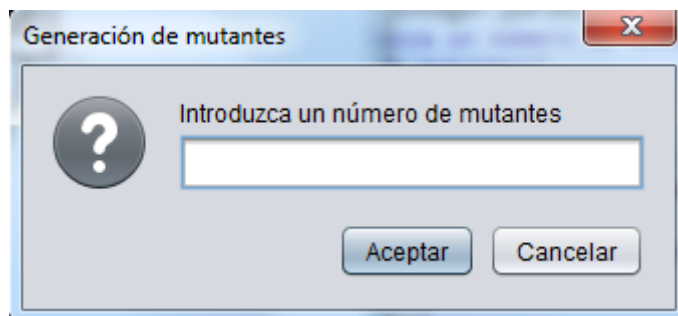 Generación de mutantes
Introduzca un número de mutantes
Aceptar
Cancelar